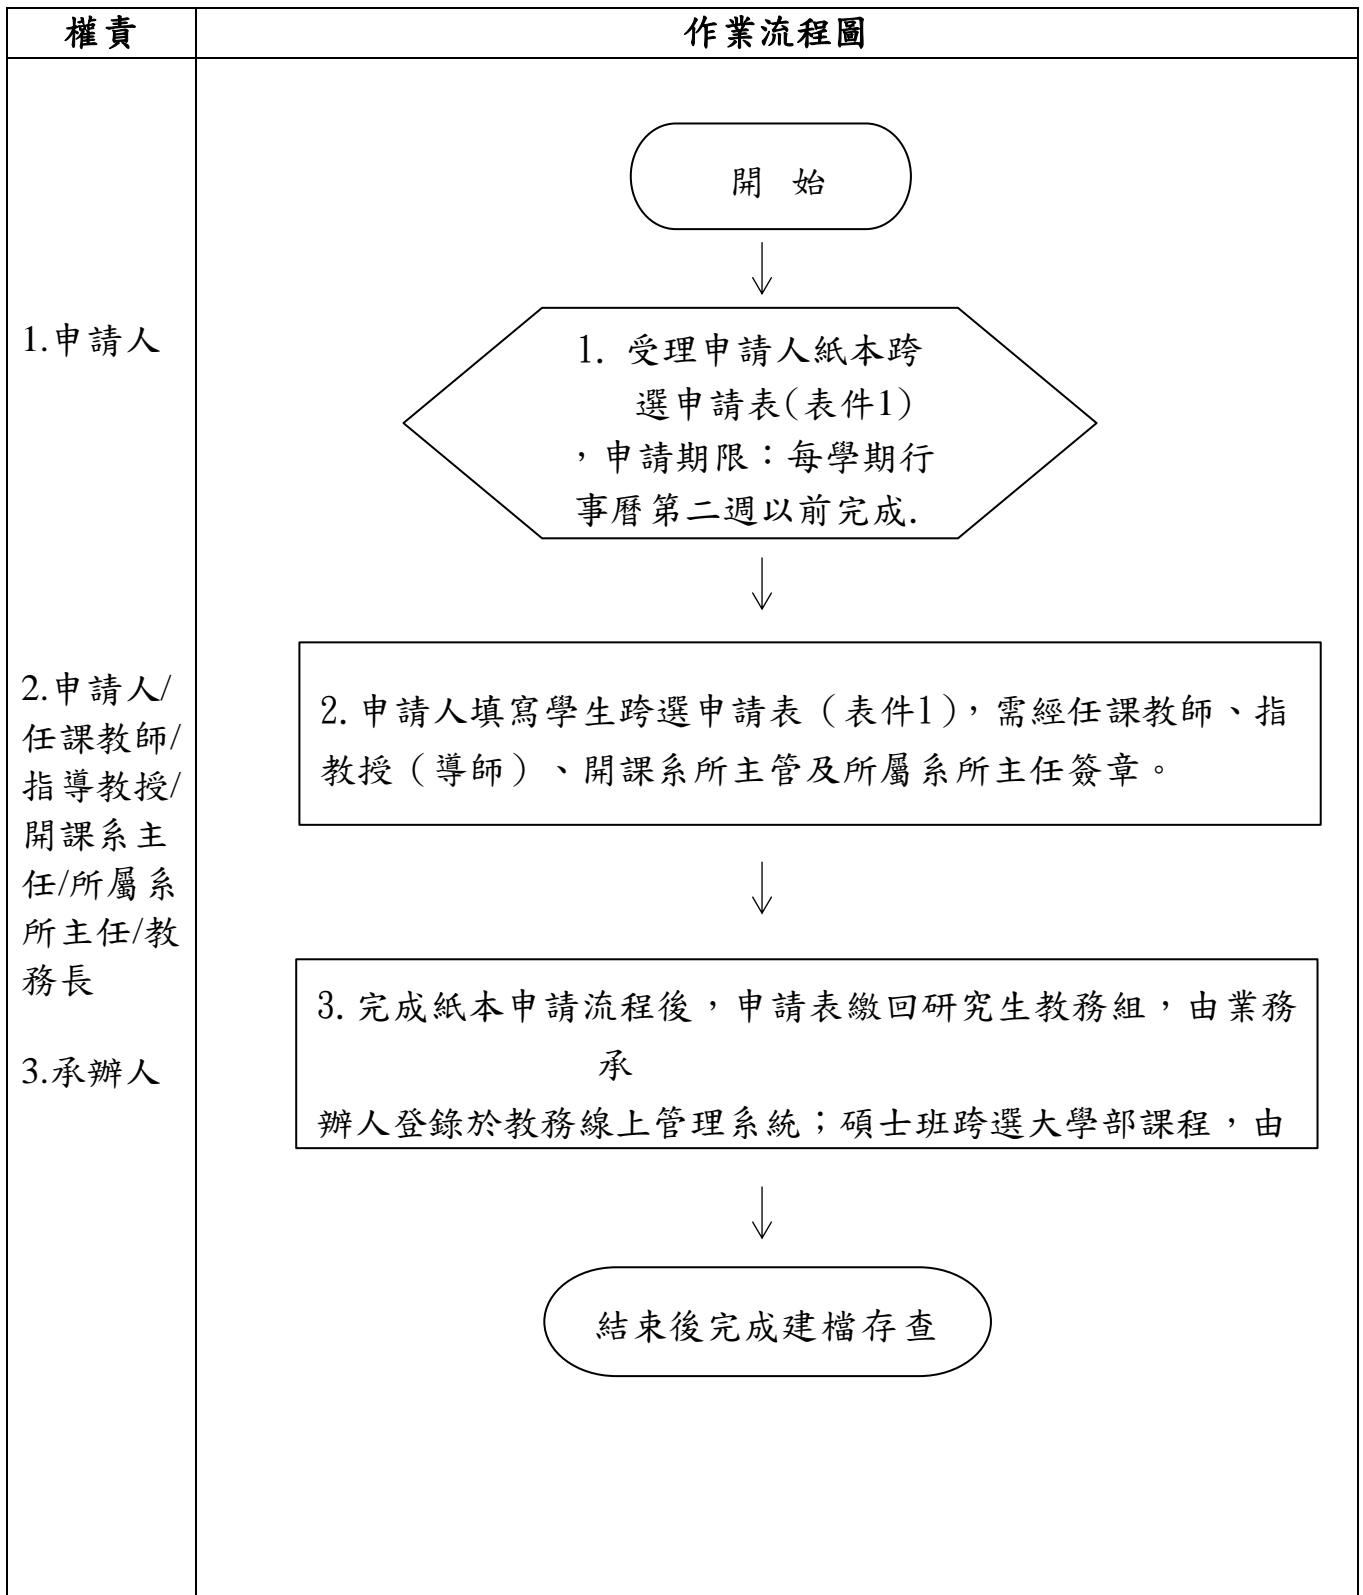 權責
作業流程圖
開 始
1.申請人
1. 受理申請人紙本跨
選申請表(表件1)
，申請期限：每學期行
事曆第二週以前完成.
2.申請人/
任課教師/
指導教授/
開課系主
任/所屬系
所主任/教
務長
2.申請人填寫學生跨選申請表（表件1），需經任課教師、指
教授（導師）、開課系所主管及所屬系所主任簽章。
3.承辦人
3.完成紙本申請流程後，申請表繳回研究生教務組，由業務
承
辦人登錄於教務線上管理系統；碩士班跨選大學部課程，由
結束後完成建檔存查